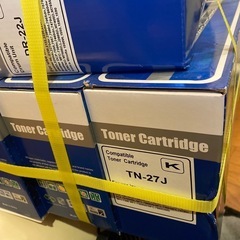 DR-22J
Toner Cartridge
Toner Cartridge
Compatible
Toner Cartridge
K
TN-27J